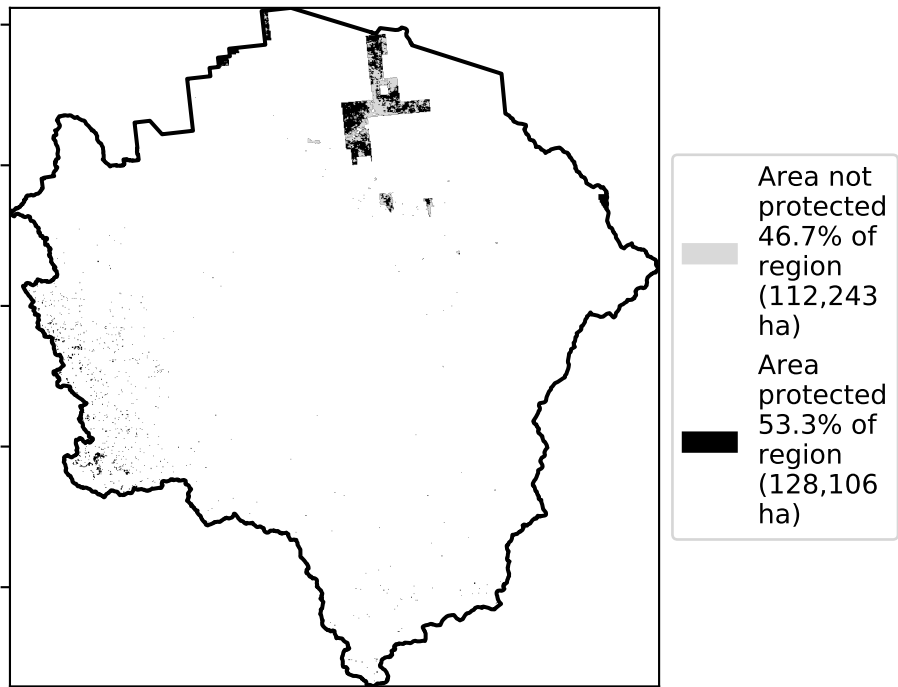 Area not
protected
46.7% of
region
(112,243
ha)
Area
protected
53.3% of
region
(128,106
ha)